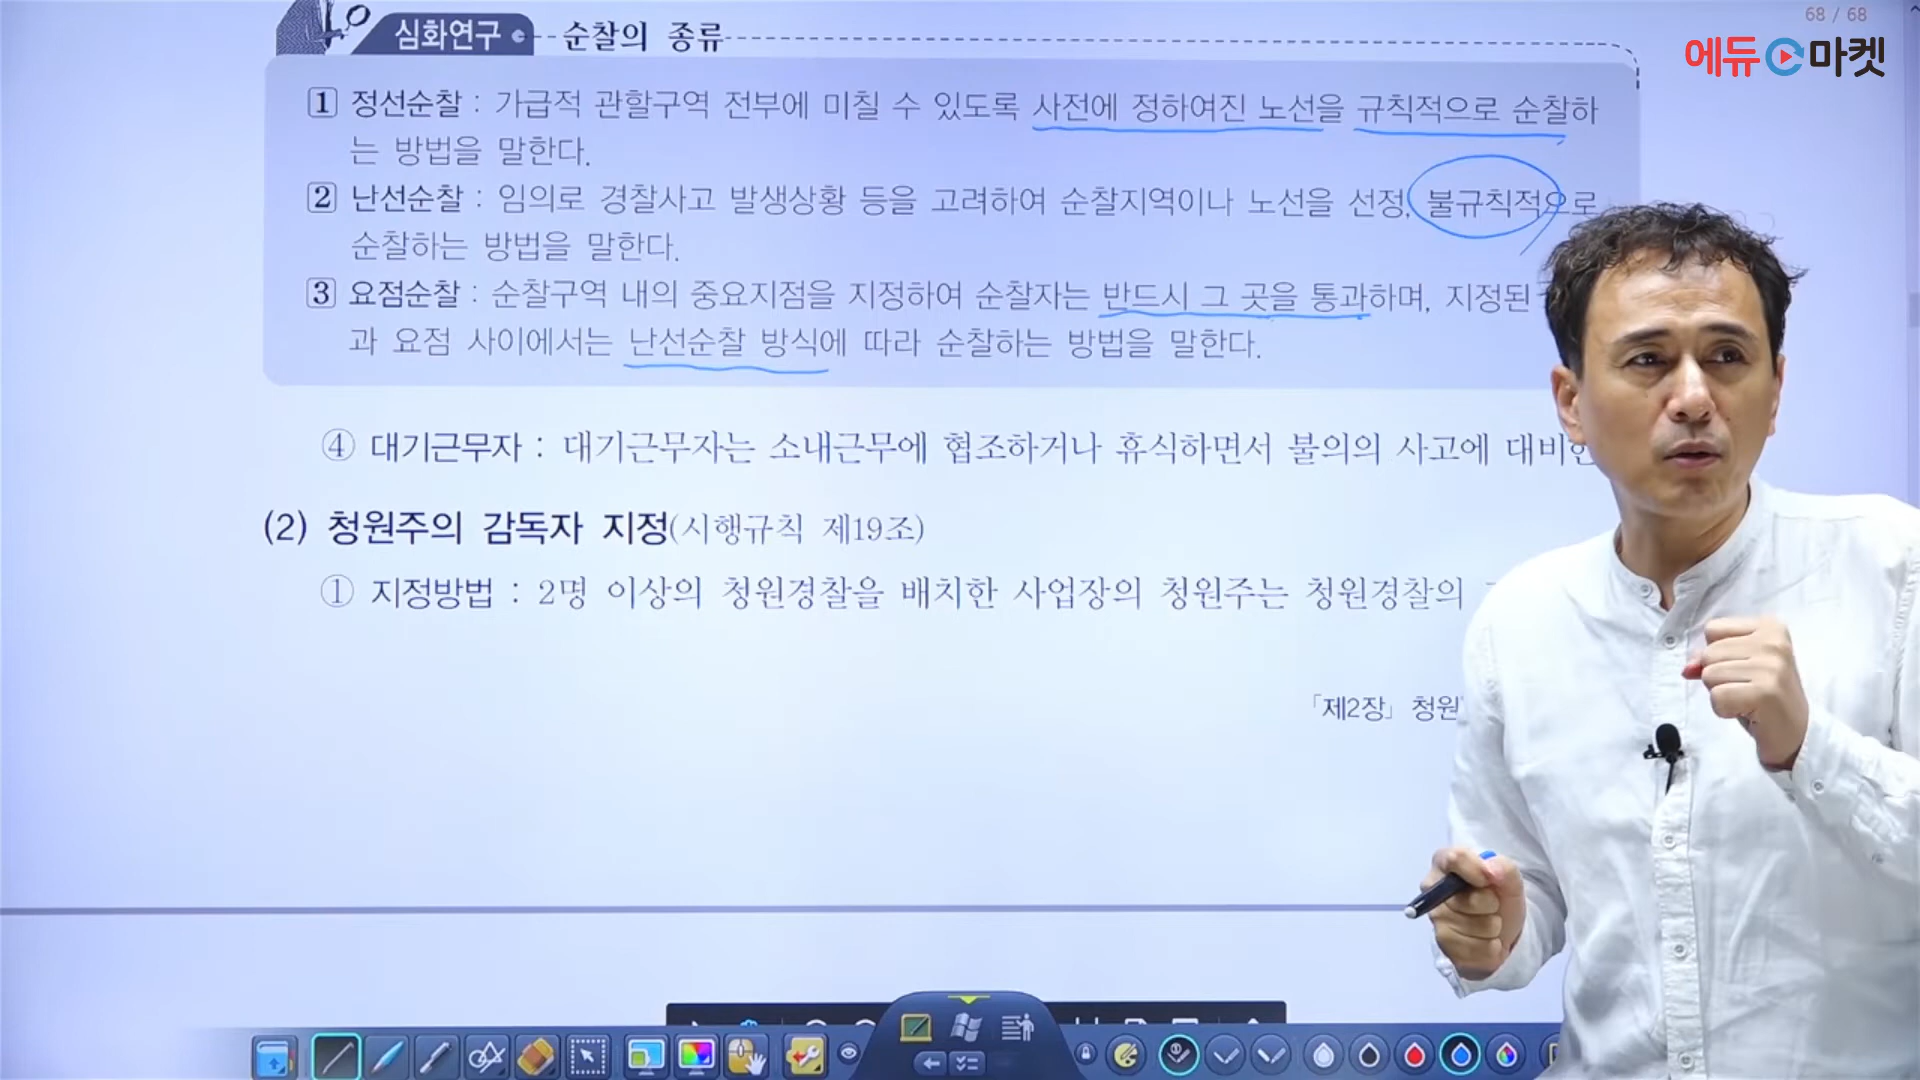 68 / 68
에듀 마켓
심화연구 순찰의 종류
1 정선순찰 : 가급적 관할구역 전부에 미칠 수 있도록 사전에 정하여진 노선을 규칙적으로 순찰하
는 방법을 말한다.
2 난선순찰 : 임의로 경찰사고 발생상황 등을 고려하여 순찰지역이나 노선을 선정, 불규칙적으로
순찰하는 방법을 말한다.
3 요점순찰 : 순찰구역 내의 중요지점을 지정하여 순찰자는 반드시 그 곳을 통과하며, 지정된
과 요점 사이에서는 난선순찰 방식에 따라 순찰하는 방법을 말한다.
④ 대기근무자 : 대기근무자는 소내근무에 협조하거나 휴식하면서 불의의 사고에 대비한
(2) 청원주의 감독자 지정(시행규칙 제19조)
① 지정방법 : 2명 이상의 청원경찰을 배치한 사업장의 청원주는 청원경찰의
「제2장」 청원